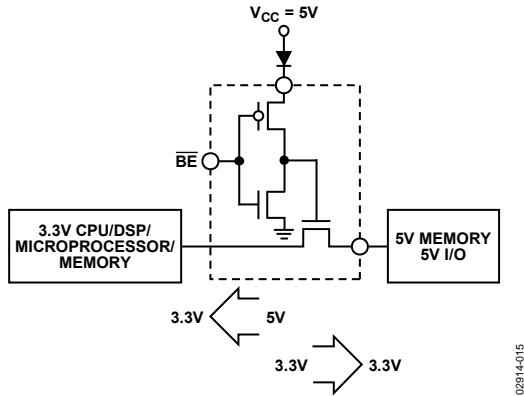 VCC = 5V
BE
3.3V CPU/DSP/
MICROPROCESSOR/
MEMORY
5V MEMORY
5V I/O
3.3V
5V
3.3V
3.3V
02914-015